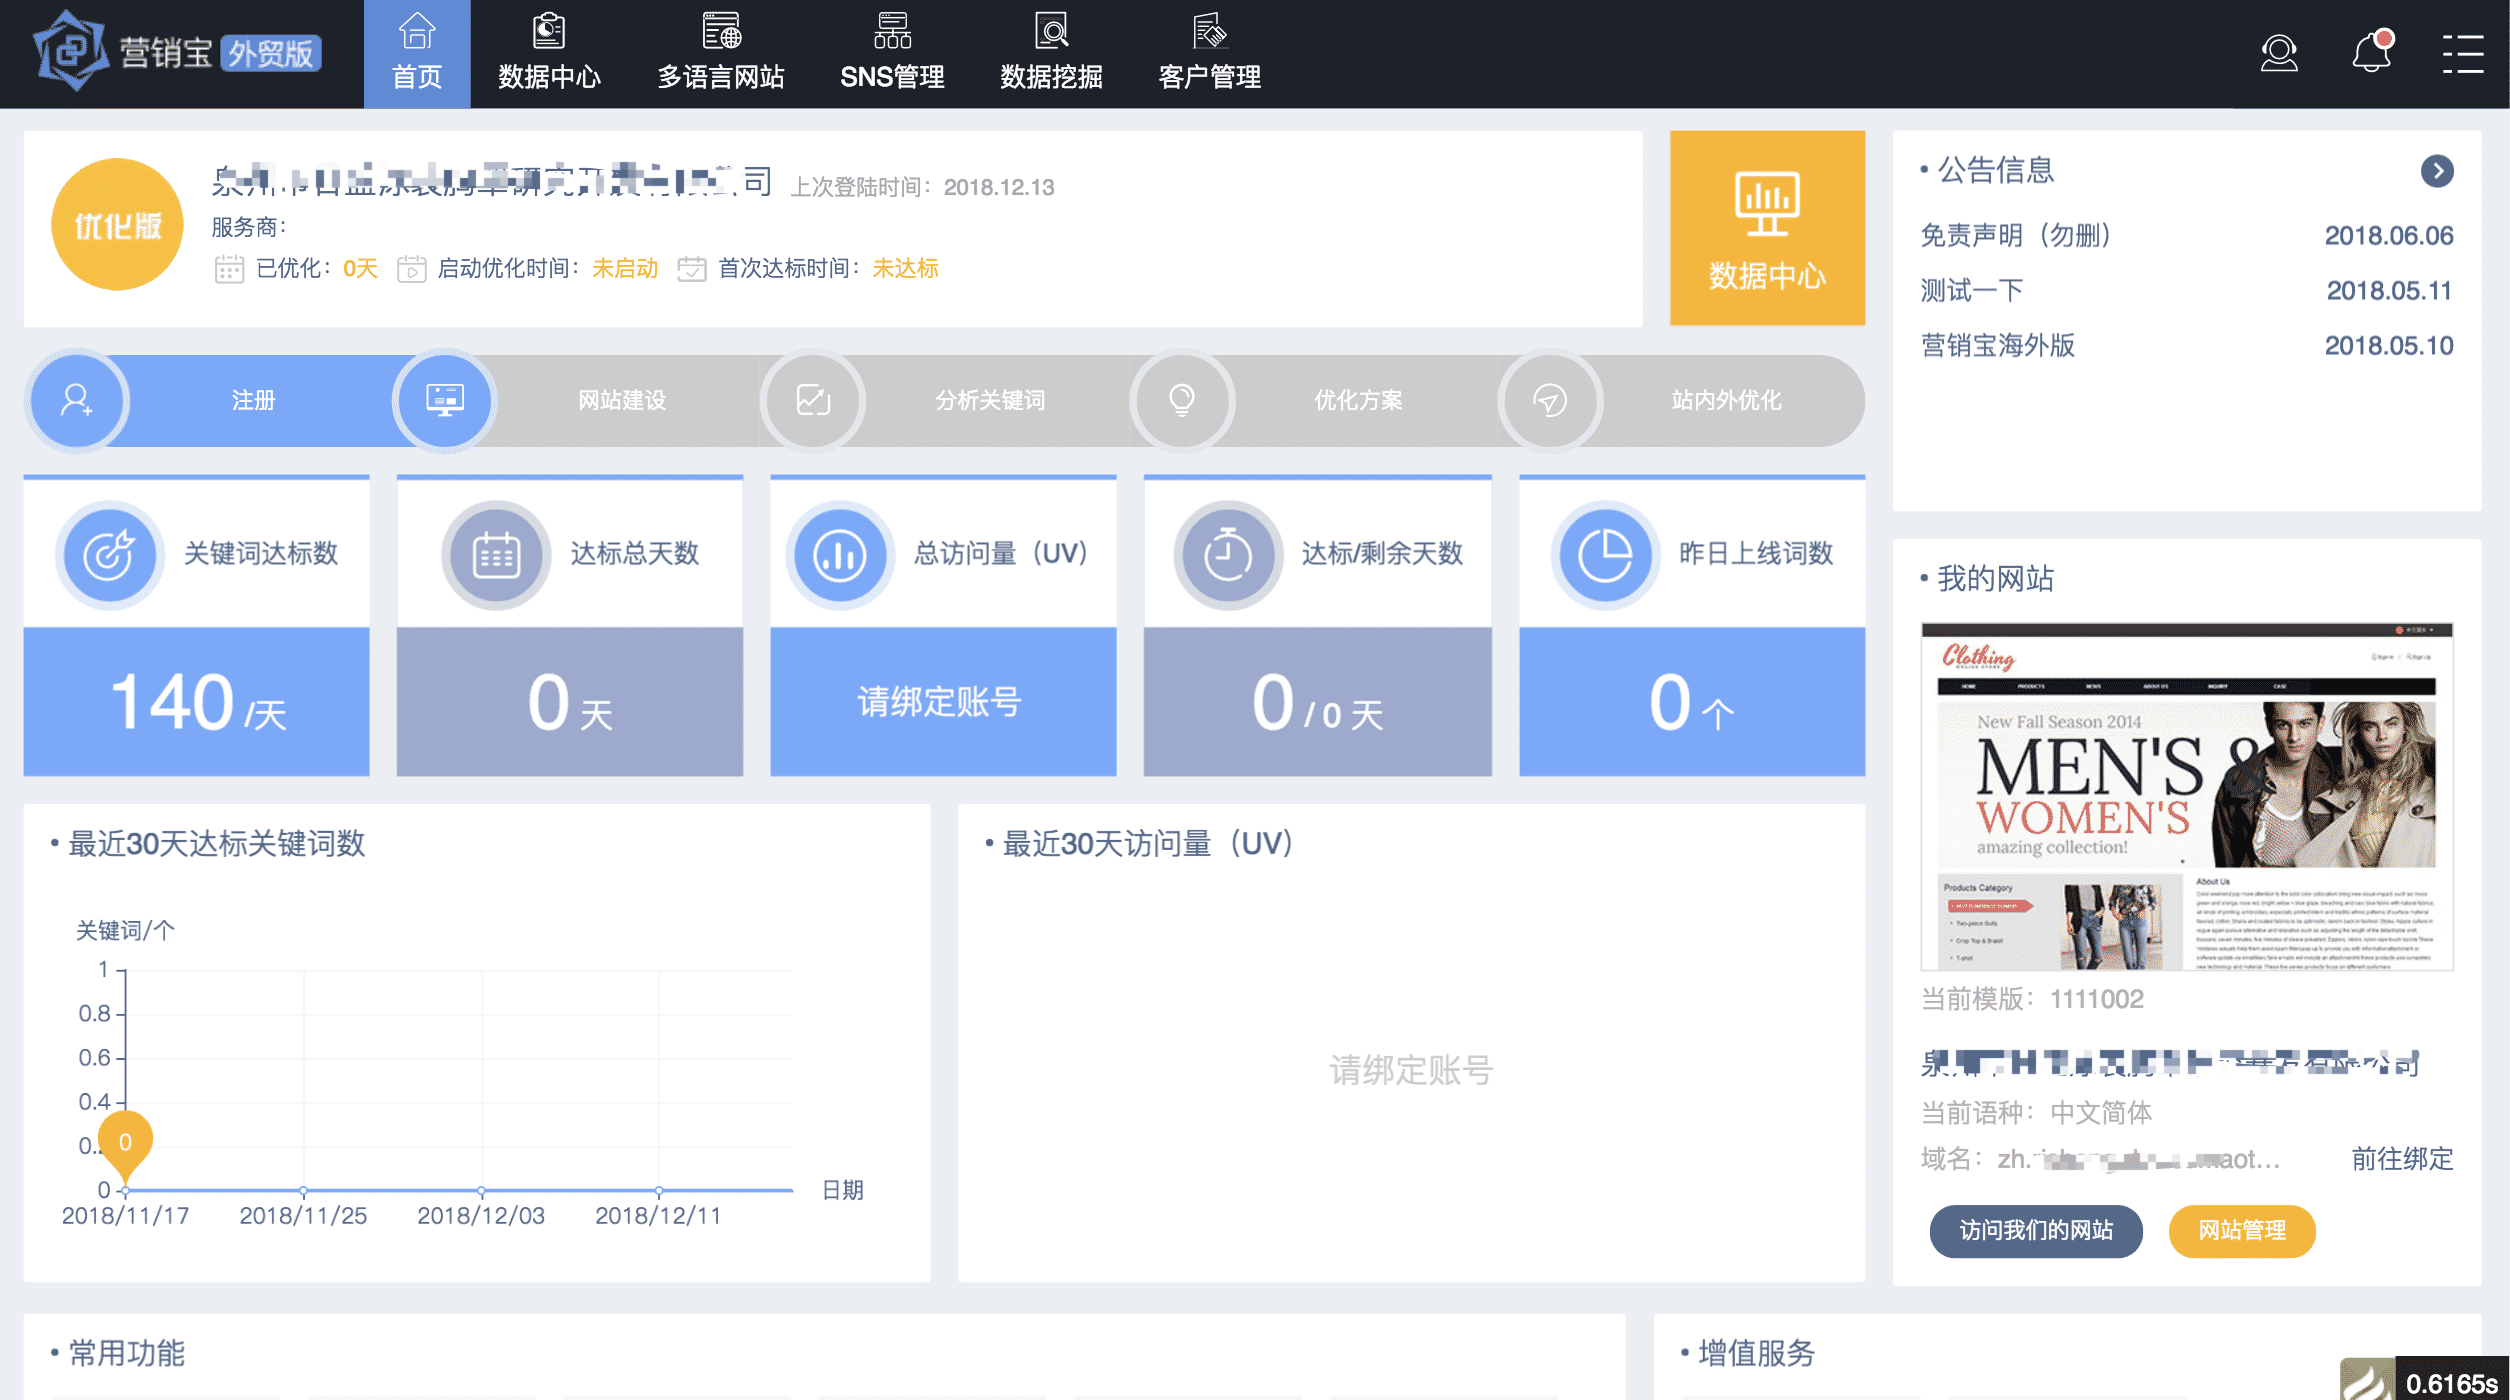 营销宝 外贸版
首页
数据中心
多语言网站
SNS管理
数据挖掘
客户管理
优化版
司 上次登陆时间：2018.12.13
服务商：
已优化：0天 启动优化时间：未启动 首次达标时间：未达标
数据中心
注册
网站建设
分析关键词
优化方案
站内外优化
关键词达标数
140 /天
达标总天数
0 天
总访问量（UV）
请绑定账号
达标/剩余天数
0 / 0 天
昨日上线词数
0 个
• 最近30天达标关键词数
关键词/个
1
0.8
0.6
0.4
0
0
2018/11/17 2018/11/25 2018/12/03 2018/12/11
日期
• 最近30天访问量（UV）
请绑定账号
• 公告信息
免责声明（勿删） 2018.06.06
测试一下 2018.05.11
营销宝海外版 2018.05.10
• 我的网站
Clothing
HOME PRODUCTS NEWS ABOUT US INQUIRY CASE
New Fall Season 2014
MEN'S &
WOMEN'S
amazing collection!
Products Category
Two-piece Suits
Crop Top & Bralet
T-shirt
About Us
当前模版：1111002
公司
当前语种：中文简体
域名：zh. aot... 前往绑定
访问我们的网站 网站管理
• 常用功能
• 增值服务
0.6165s